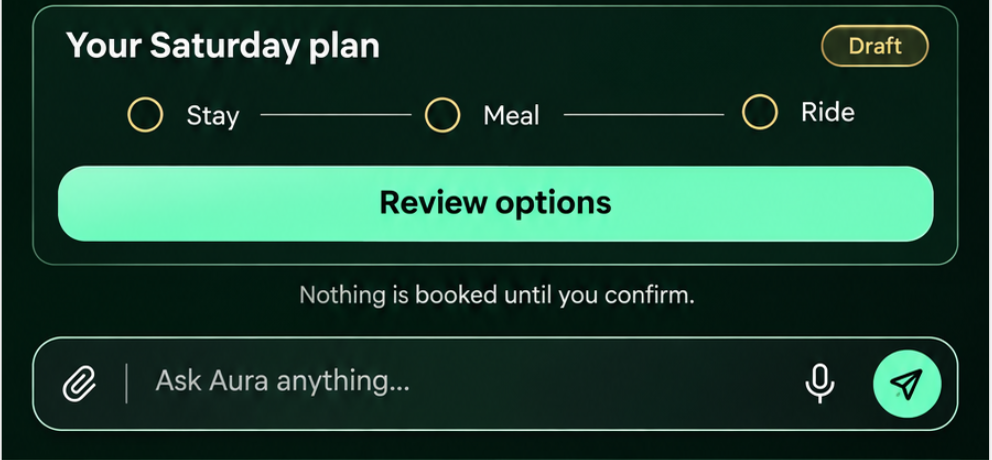 Your Saturday plan
Draft
Stay
Meal
Ride
Review options
Nothing is booked until you confirm.
Ask Aura anything...